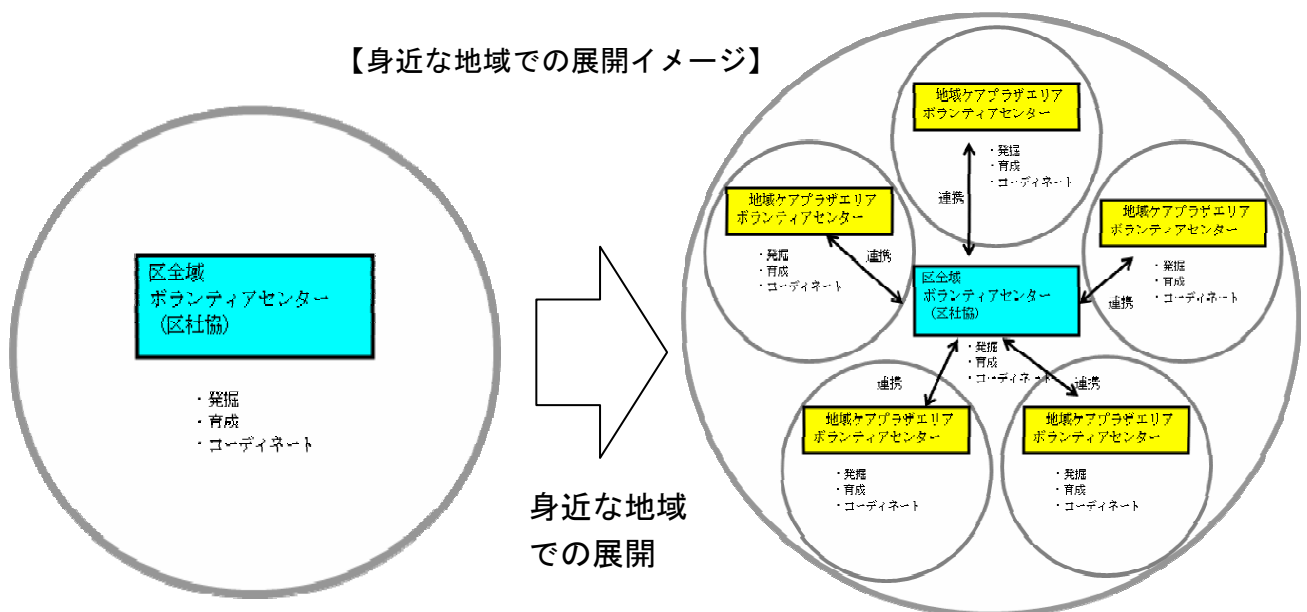 【身近な地域での展開イメージ】
区全域
ボランティアセンター
(区社協)
・発掘
・育成
・コーディネート
身近な地域
での展開
地域ケアプラザエリア
ボランティアセンター
・発掘
・育成
・コーディネート
連携
地域ケアプラザエリア
ボランティアセンター
・発掘
・育成
・コーディネート
連携
地域ケアプラザエリア
ボランティアセンター
・発掘
・育成
・コーディネート
連携
区全域
ボランティアセンター
(区社協)
・発掘
・育成
・コーディネート
連携
地域ケアプラザエリア
ボランティアセンター
・発掘
・育成
・コーディネート
連携
地域ケアプラザエリア
ボランティアセンター
・発掘
・育成
・コーディネート